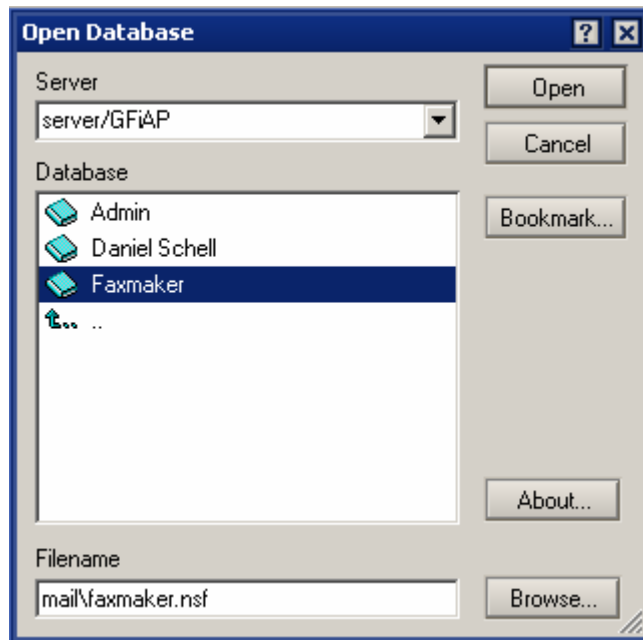 Open Database
Server
server/GFiAP
Open
Cancel
Database
Admin
Daniel Schell
Faxmaker
..
Bookmark...
About...
Filename
mail\faxmaker.nsf
Browse...